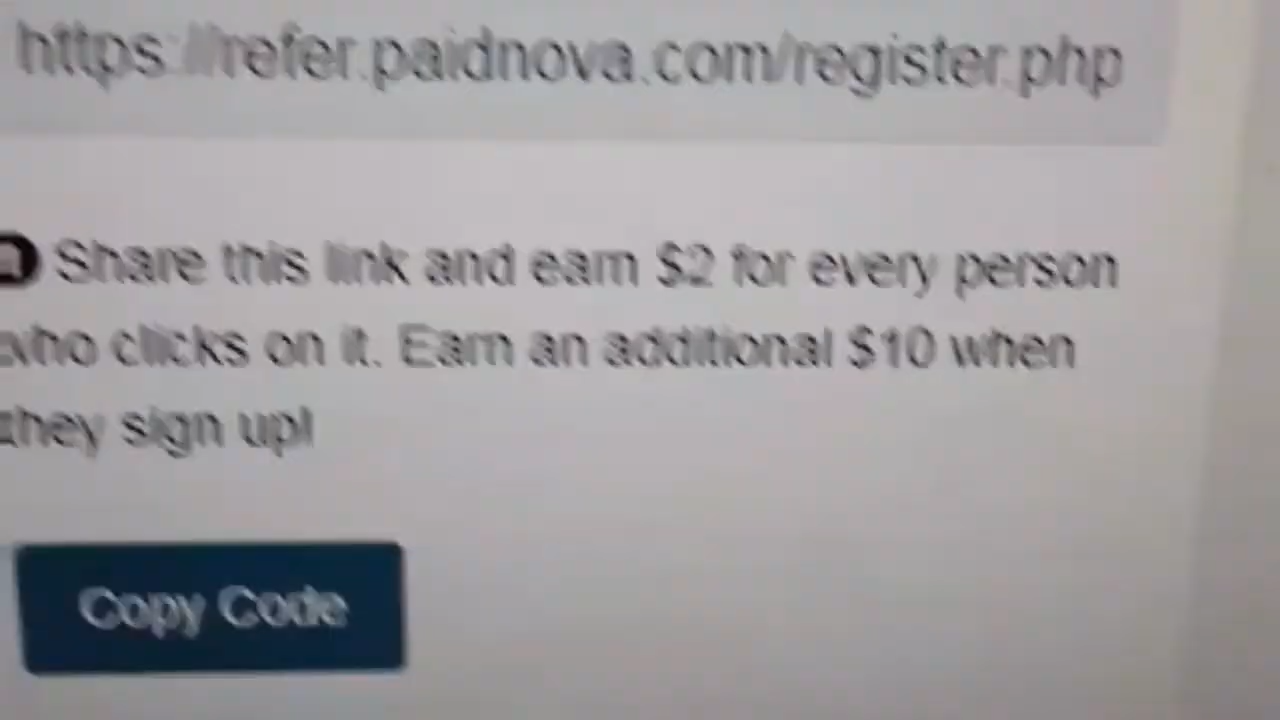 https://refer.paidnova.com/register.php
Share this link and earn $2 for every person
who clicks on it. Earn an additional $10 when
they sign up!
Copy Code